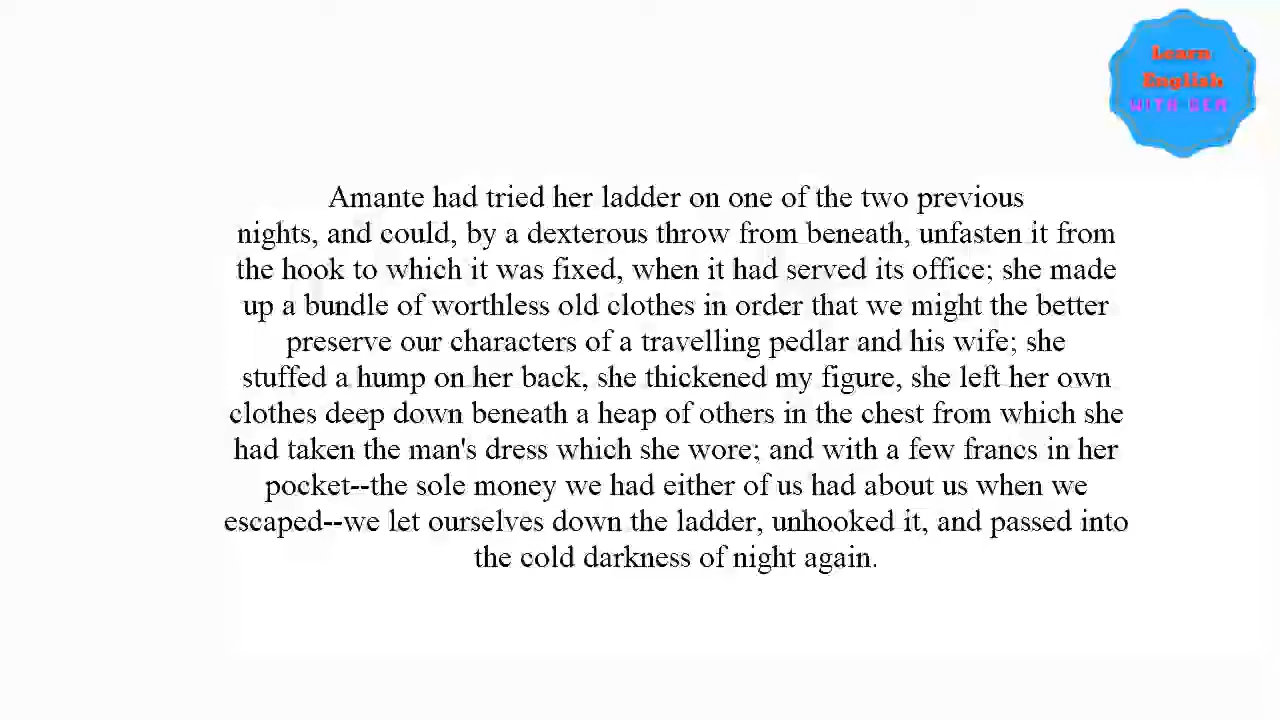 Learn
English
WITH GEM
Amante had tried her ladder on one of the two previous
nights, and could, by a dexterous throw from beneath, unfasten it from
the hook to which it was fixed, when it had served its office; she made
up a bundle of worthless old clothes in order that we might the better
preserve our characters of a travelling pedlar and his wife; she
stuffed a hump on her back, she thickened my figure, she left her own
clothes deep down beneath a heap of others in the chest from which she
had taken the man's dress which she wore; and with a few francs in her
pocket--the sole money we had either of us had about us when we
escaped--we let ourselves down the ladder, unhooked it, and passed into
the cold darkness of night again.